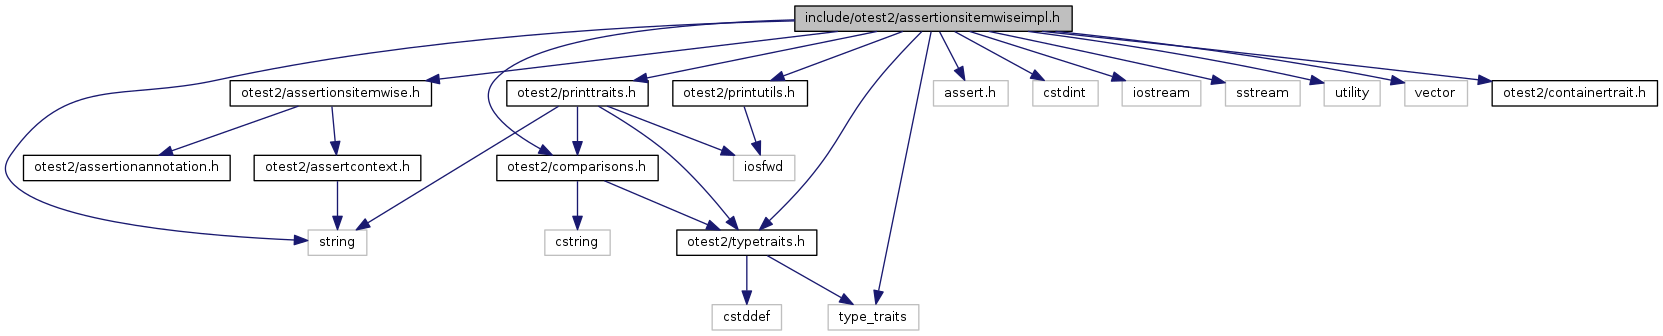 include/otest2/assertionsitemwiseimpl.h
otest2/assertionsitemwise.h
otest2/printtraits.h
otest2/printutils.h
assert.h
cstdint
iostream
sstream
utility
vector
otest2/containertrait.h
otest2/assertionannotation.h
otest2/assertcontext.h
otest2/comparisons.h
iosfwd
string
cstring
otest2/typetraits.h
cstddef
type_traits